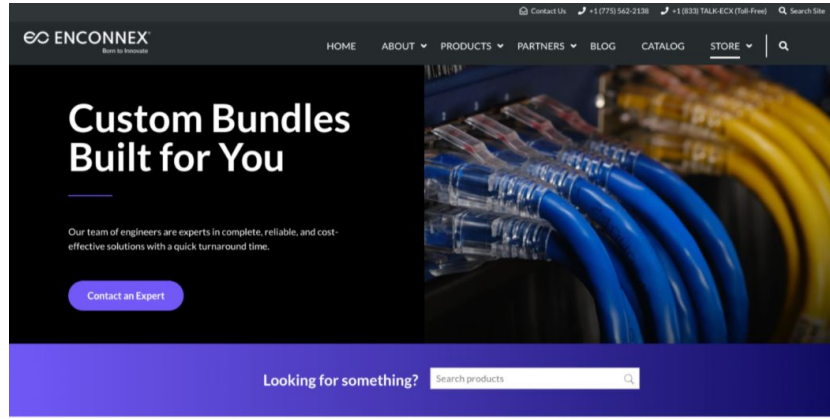 Contact Us +1 (775) 562-2138 +1 (833) TALK-ECX (Toll-Free) Search Site
ENCONNEX
Born to Innovate
HOME ABOUT PRODUCTS PARTNERS BLOG CATALOG STORE
Custom Bundles
Built for You
Our team of engineers are experts in complete, reliable, and cost-
effective solutions with a quick turnaround time.
Contact an Expert
Looking for something? Search products